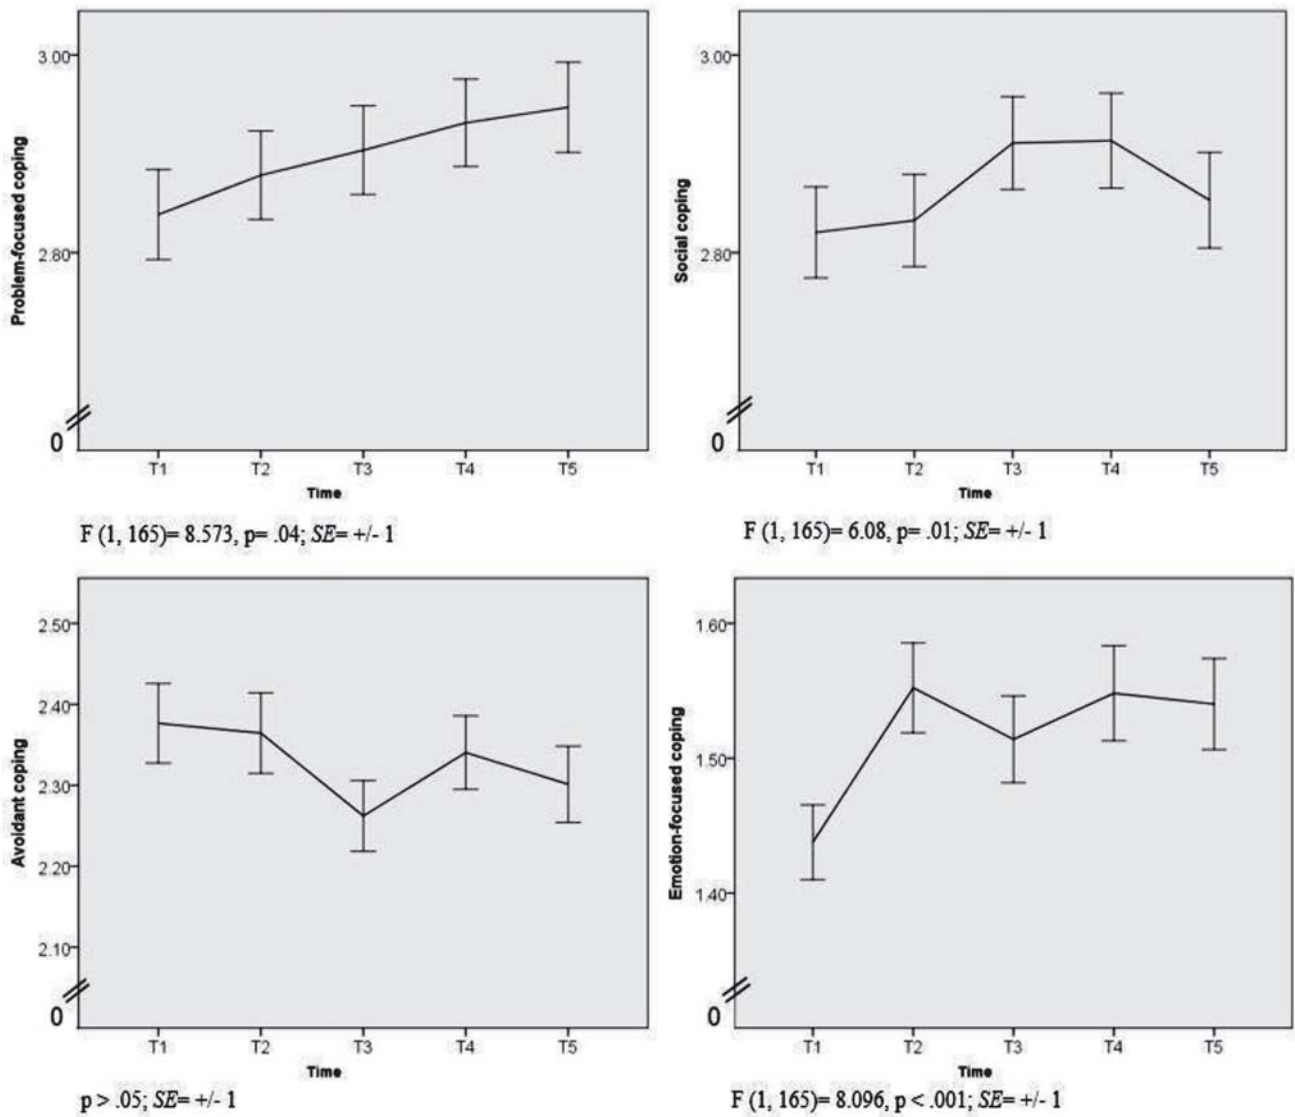 3.00
2.80
0
Problem-focused coping
T1 T2 T3 T4 T5
Time
F (1, 165)= 8.573, p= .04; SE= +/- 1
3.00
2.80
0
Social coping
T1 T2 T3 T4 T5
Time
F (1, 165)= 6.08, p= .01; SE= +/- 1
2.50
2.40
2.30
2.20
2.10
0
Avoidant coping
T1 T2 T3 T4 T5
Time
p > .05; SE= +/- 1
1.60
1.50
1.40
0
Emotion-focused coping
T1 T2 T3 T4 T5
Time
F (1, 165)= 8.096, p < .001; SE= +/- 1